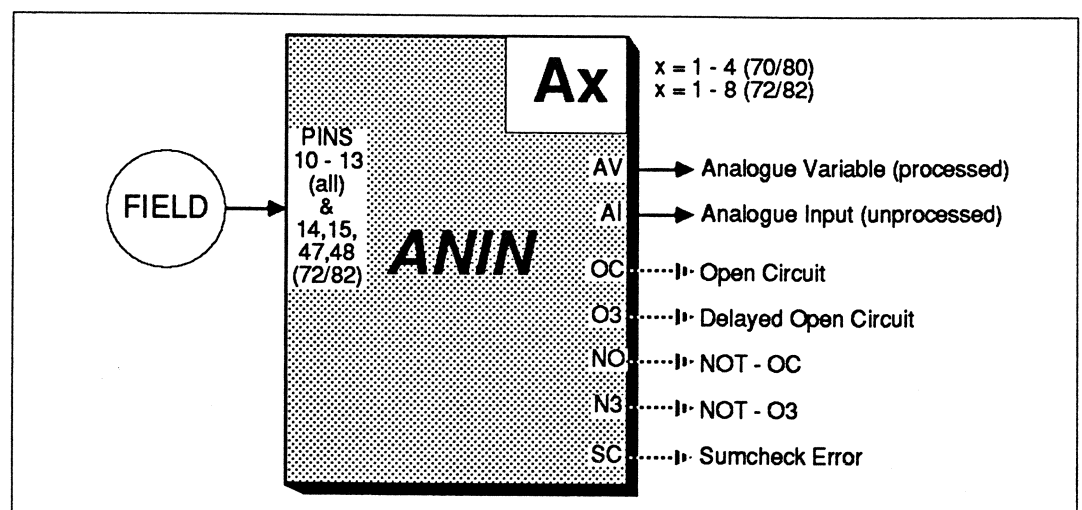 Ax
x = 1 - 4 (70/80)
x = 1 - 8 (72/82)
FIELD
PINS
10 - 13
(all)
&
14,15,
47,48
(72/82)
ANIN
AV Analogue Variable (processed)
AI Analogue Input (unprocessed)
OC Open Circuit
O3 Delayed Open Circuit
NO NOT - OC
N3 NOT - O3
SC Sumcheck Error